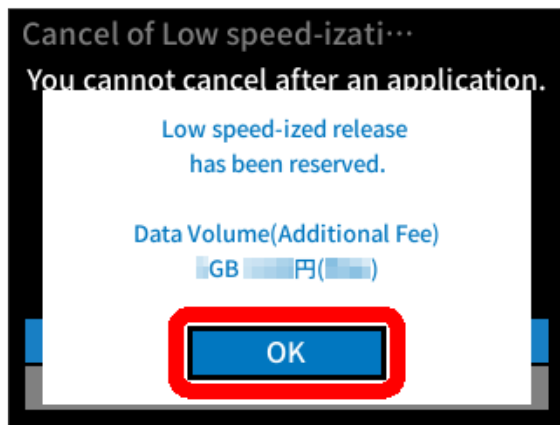 Cancel of Low speed-izati…
You cannot cancel after an application.
Low speed-ized release
has been reserved.
Data Volume(Additional Fee)
GB 円( )
OK